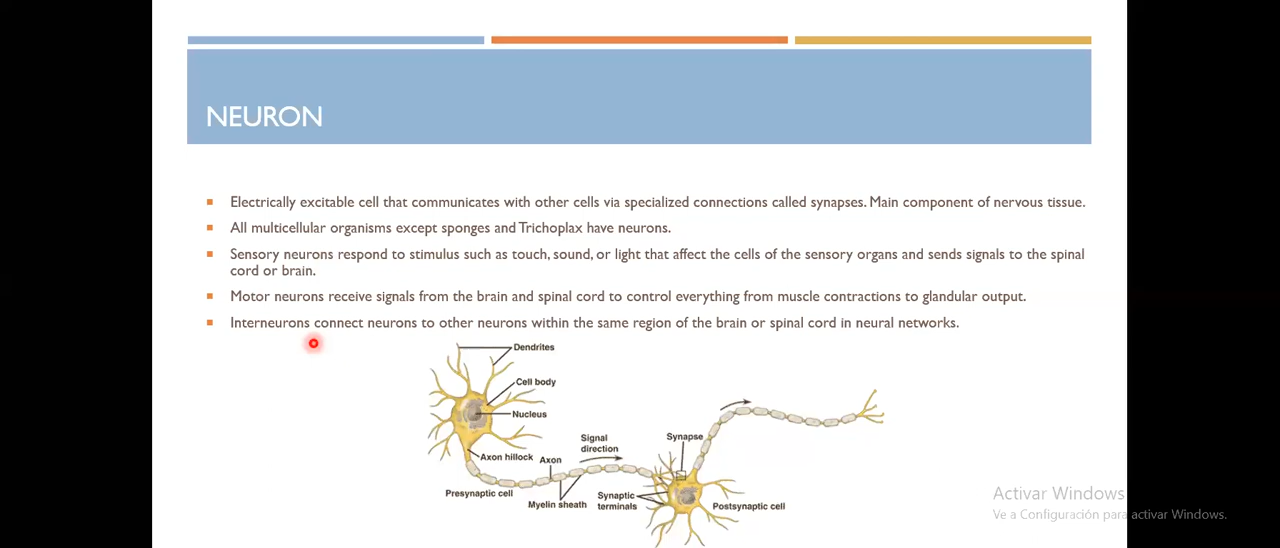 NEURON
Electrically excitable cell that communicates with other cells via specialized connections called synapses. Main component of nervous tissue.
All multicellular organisms except sponges and Trichoplax have neurons.
Sensory neurons respond to stimulus such as touch, sound, or light that affect the cells of the sensory organs and sends signals to the spinal
cord or brain.
Motor neurons receive signals from the brain and spinal cord to control everything from muscle contractions to glandular output.
Interneurons connect neurons to other neurons within the same region of the brain or spinal cord in neural networks.
Dendrites
Cell body
Nucleus
Axon hillock
Axon
Signal
direction
Synapse
Presynaptic cell
Myelin sheath
Synaptic
terminals
Postsynaptic cell
Activar Windows
Ve a Configuración para activar Windows.